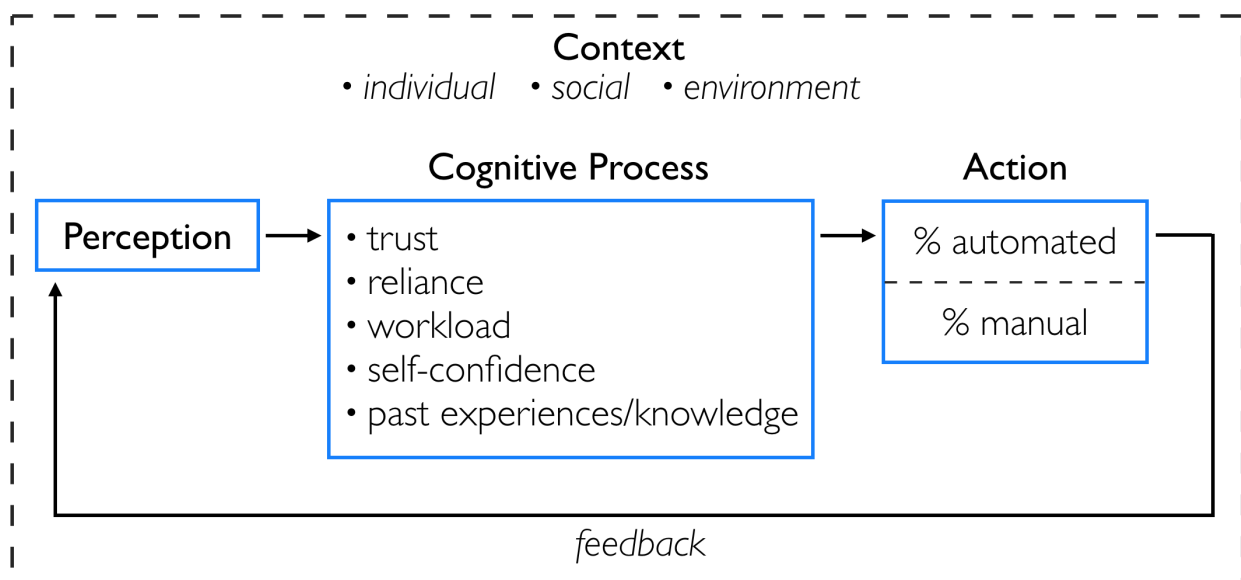 Context
• individual • social • environment
Cognitive Process
Action
Perception
• trust
• reliance
• workload
• self-confidence
• past experiences/knowledge
% automated
% manual
feedback